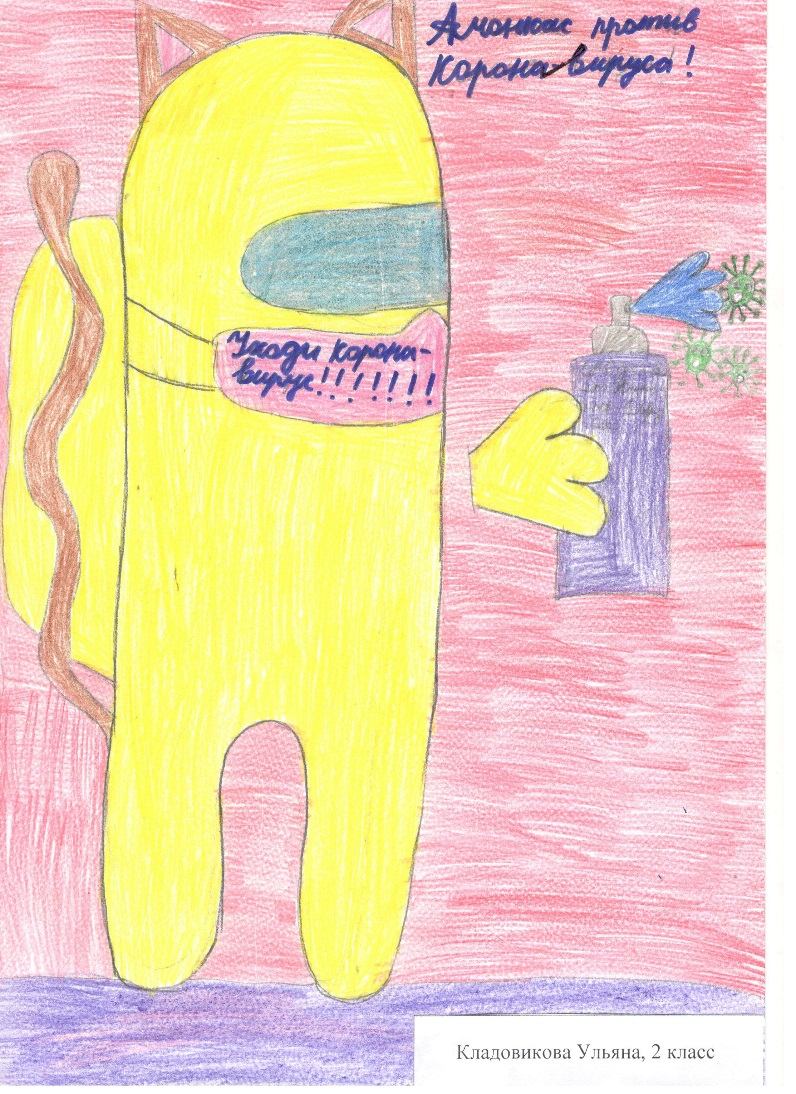 Амонгас против
Корона-вируса!
Уходи корона-
вирус!!!!!!!
Кладовикова Ульяна, 2 класс